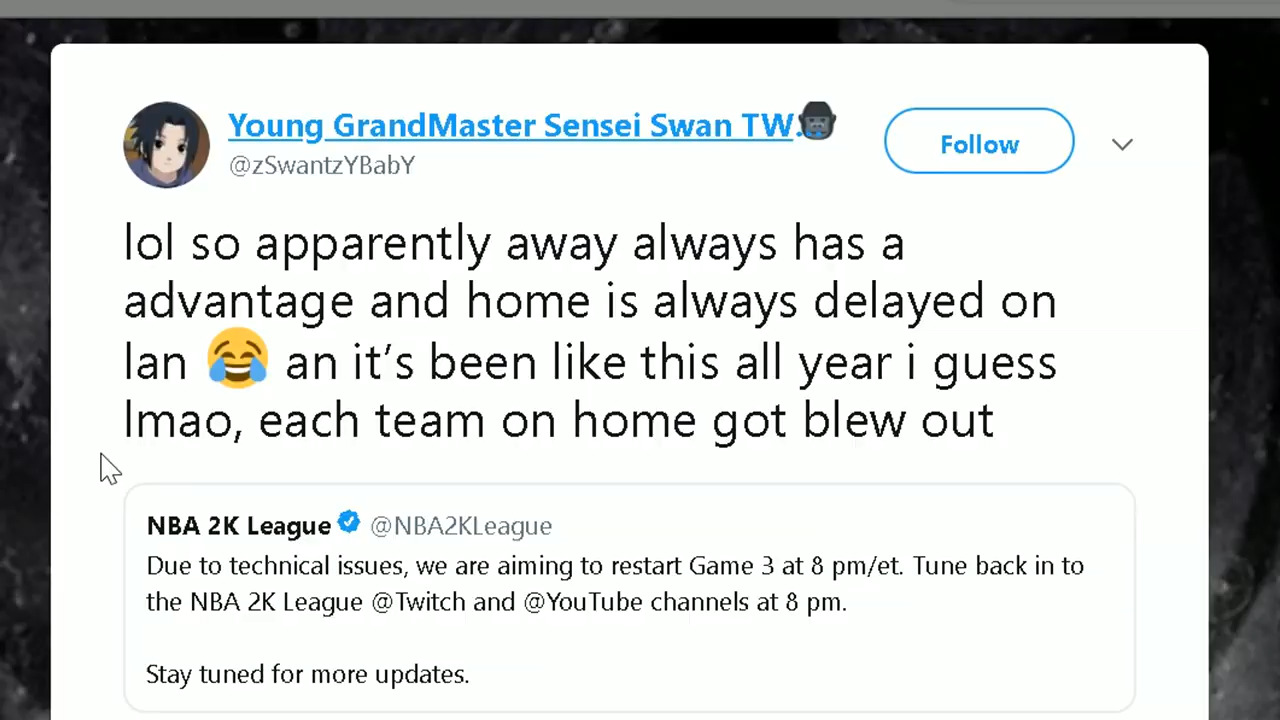 Young GrandMaster Sensei Swan TW.🦍
@zSwantzYBabY
Follow
lol so apparently away always has a
advantage and home is always delayed on
lan 😂 an it’s been like this all year i guess
lmao, each team on home got blew out
NBA 2K League @NBA2KLeague
Due to technical issues, we are aiming to restart Game 3 at 8 pm/et. Tune back in to
the NBA 2K League @Twitch and @YouTube channels at 8 pm.
Stay tuned for more updates.